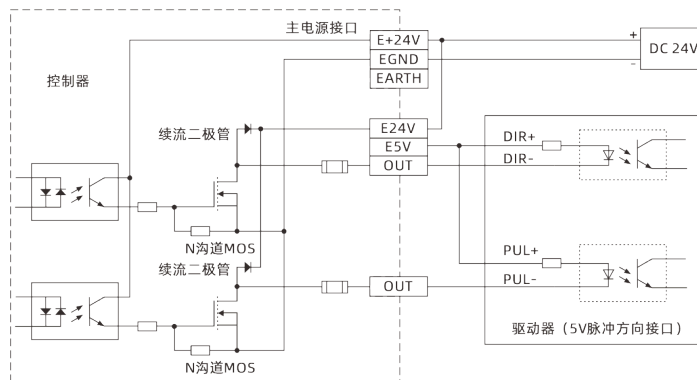 主电源接口
E+24V
EGND
EARTH
+
-
DC 24V
控制器
续流二极管
E24V
E5V
OUT
DIR+
DIR-
N沟道MOS
续流二极管
PUL+
PUL-
OUT
驱动器（5V脉冲方向接口）
N沟道MOS